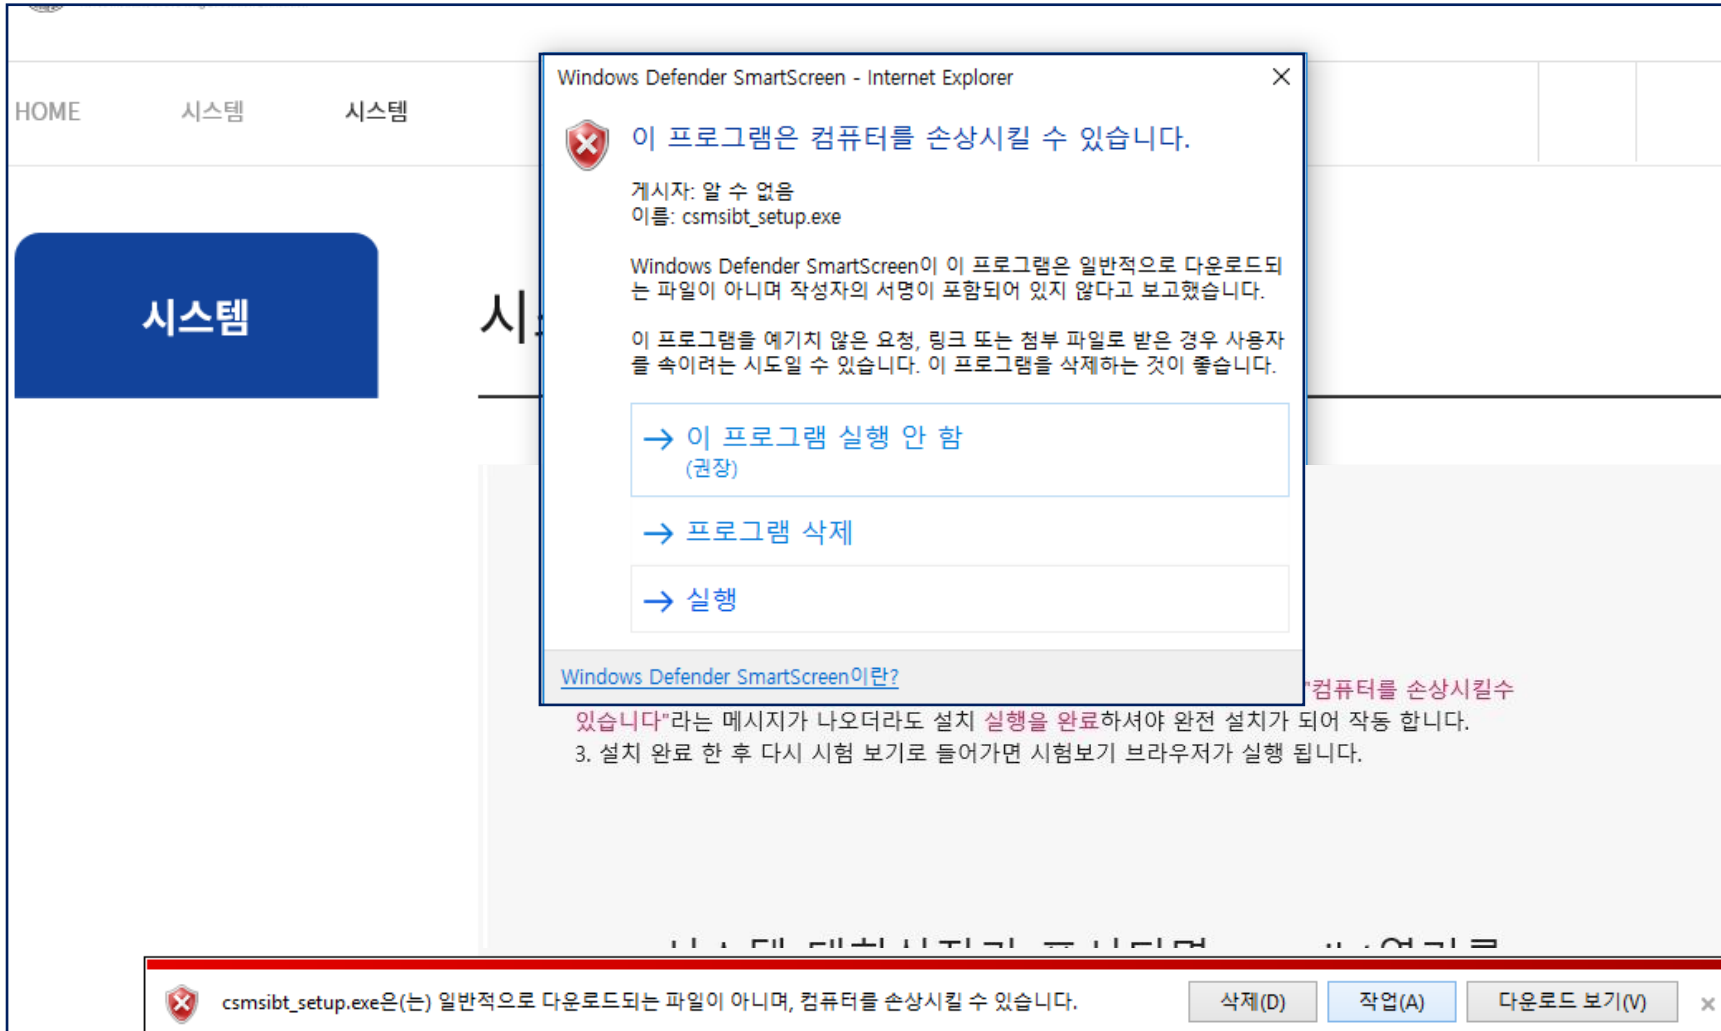 HOME 시스템 시스템
시스템
Windows Defender SmartScreen - Internet Explorer
이 프로그램은 컴퓨터를 손상시킬 수 있습니다.
게시자: 알 수 없음
이름: csmsibt_setup.exe
Windows Defender SmartScreen이 이 프로그램은 일반적으로 다운로드되
는 파일이 아니며 작성자의 서명이 포함되어 있지 않다고 보고했습니다.
이 프로그램을 예기치 않은 요청, 링크 또는 첨부 파일로 받은 경우 사용자
를 속이려는 시도일 수 있습니다. 이 프로그램을 삭제하는 것이 좋습니다.
→ 이 프로그램 실행 안 함
(권장)
→ 프로그램 삭제
→ 실행
Windows Defender SmartScreen이란?
"컴퓨터를 손상시킬수
있습니다"라는 메시지가 나오더라도 설치 실행을 완료하셔야 완전 설치가 되어 작동 합니다.
3. 설치 완료 한 후 다시 시험 보기로 들어가면 시험보기 브라우저가 실행 됩니다.
csmsibt_setup.exe은(는) 일반적으로 다운로드되는 파일이 아니며, 컴퓨터를 손상시킬 수 있습니다.
삭제(D) 작업(A) 다운로드 보기(V)